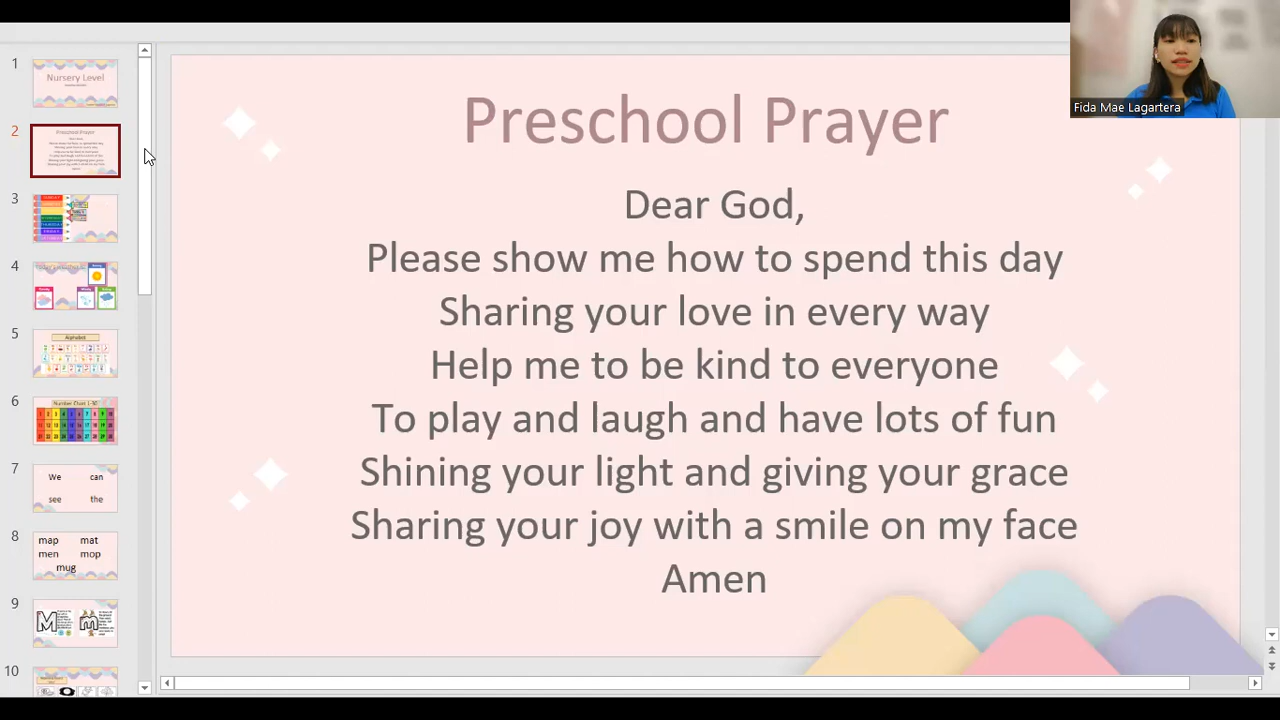 Fida Mae Lagartera
Preschool Prayer
Dear God,
Please show me how to spend this day
Sharing your love in every way
Help me to be kind to everyone
To play and laugh and have lots of fun
Shining your light and giving your grace
Sharing your joy with a smile on my face
Amen
1
Nursery Level
2
Preschool Prayer
3
4
5
Alphabet
6
Number Chart 1-30
7
We can
see the
8
map mat
men mop
mug
9
M m
10